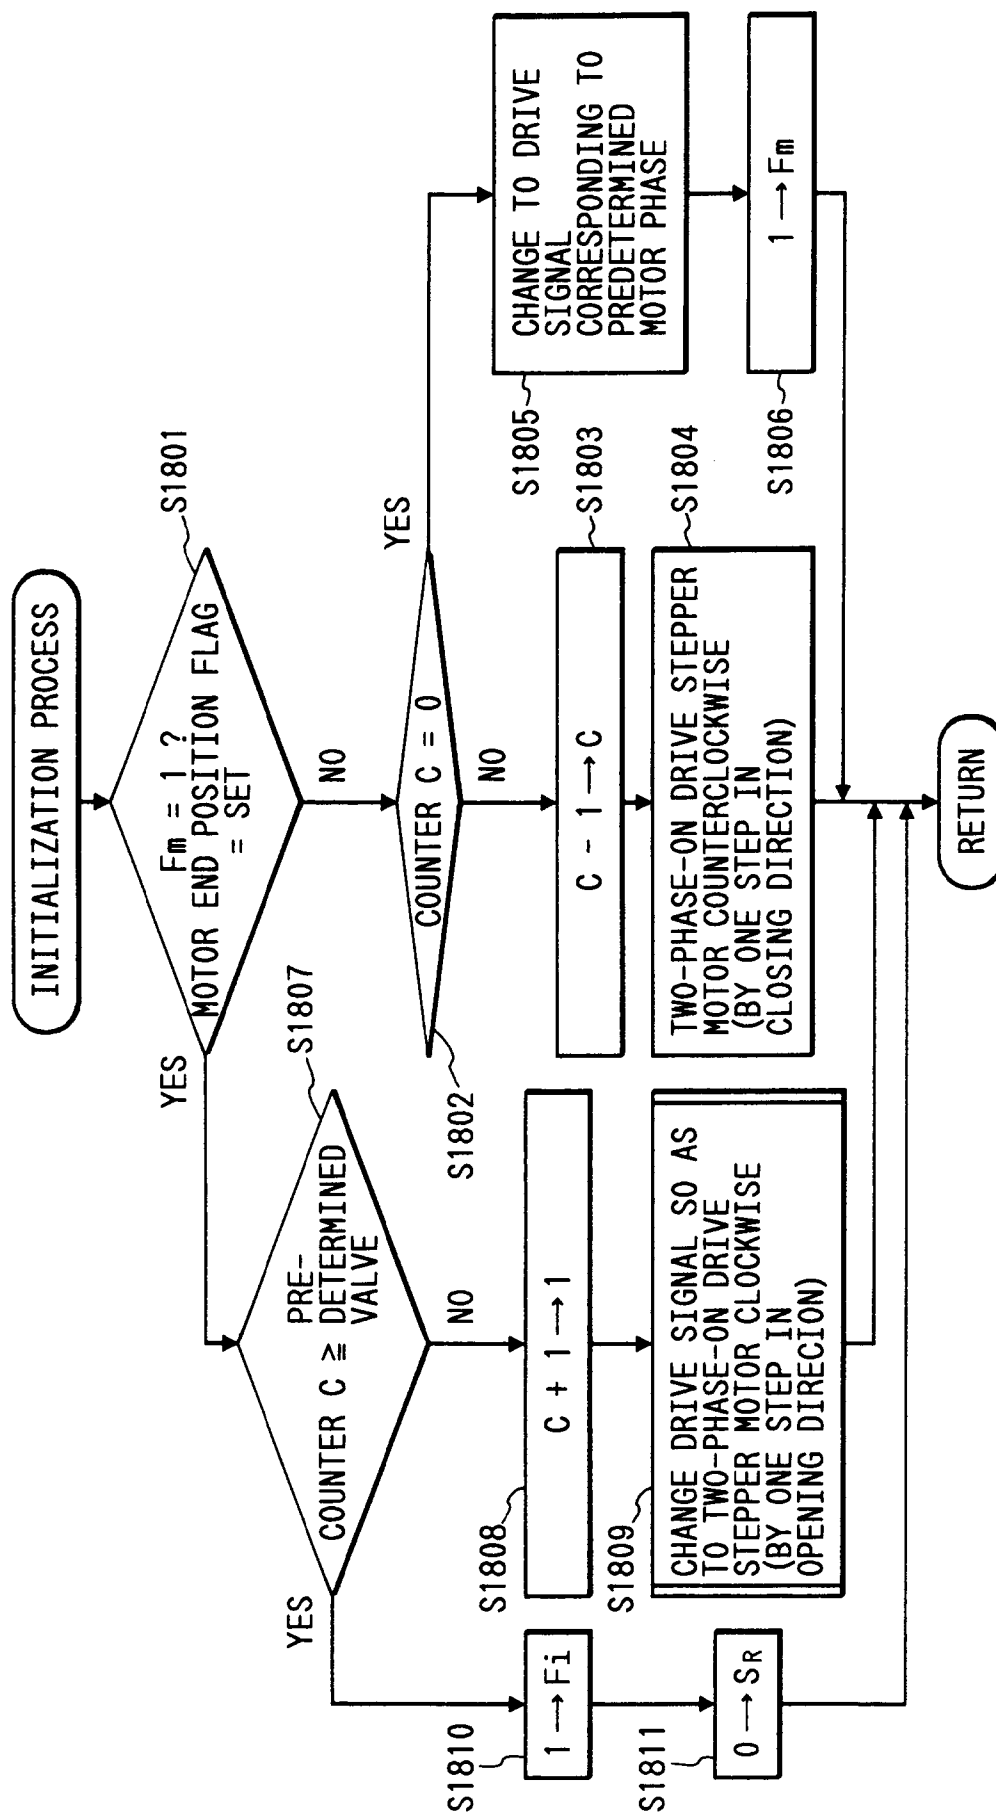 INITIALIZATION PROCESS
S1801
Fm = 1 ?
MOTOR END POSITION FLAG
= SET
YES
NO
S1807
COUNTER C ≧
PRE-
DETERMINED
VALVE
YES
NO
S1802
COUNTER C = 0
YES
NO
S1810
1 → Fi
S1811
0 → SR
S1808
C + 1 → 1
S1809
CHANGE DRIVE SIGNAL SO AS
TO TWO-PHASE-ON DRIVE
STEPPER MOTOR CLOCKWISE
(BY ONE STEP IN
OPENING DIRECION)
S1803
C - 1 → C
S1804
TWO-PHASE-ON DRIVE STEPPER
MOTOR COUNTERCLOCKWISE
(BY ONE STEP IN
CLOSING DIRECTION)
S1805
CHANGE TO DRIVE
SIGNAL
CORRESPONDING TO
PREDETERMINED
MOTOR PHASE
S1806
1 → Fm
RETURN